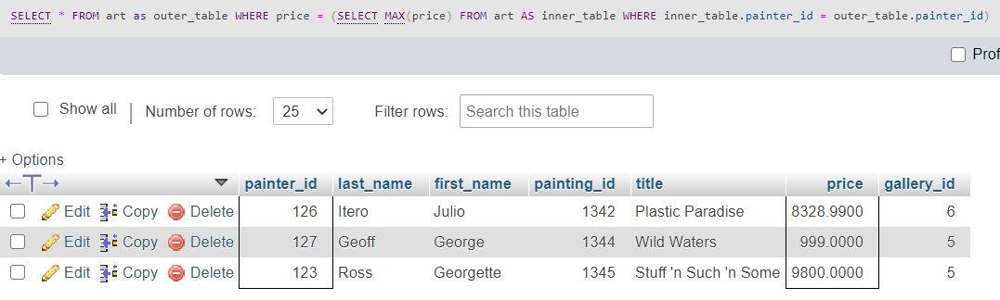 SELECT * FROM art as outer_table WHERE price = (SELECT MAX(price) FROM art AS inner_table WHERE inner_table.painter_id = outer_table.painter_id)
Prof
Show all | Number of rows: 25 Filter rows: Search this table
+ Options
←T→ painter_id last_name first_name painting_id title price gallery_id
Edit Copy Delete 126 Itero Julio 1342 Plastic Paradise 8328.9900 6
Edit Copy Delete 127 Geoff George 1344 Wild Waters 999.0000 5
Edit Copy Delete 123 Ross Georgette 1345 Stuff 'n Such 'n Some 9800.0000 5